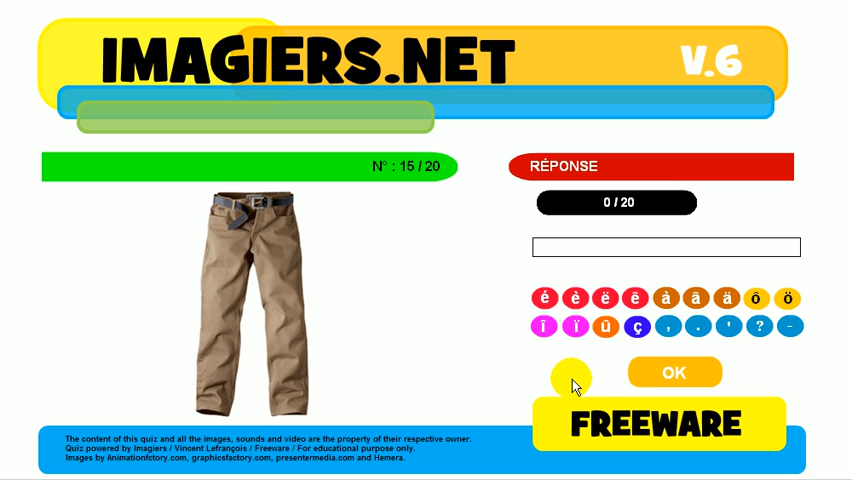 IMAGIERS.NET
V.6
N° : 15 / 20
RÉPONSE
0 / 20
é è ë ê à â ä ô ö
î ï û ç , . ' ? -
OK
FREEWARE
The content of this quiz and all the images, sounds and video are the property of their respective owner.
Quiz powered by Imagiers / Vincent Lefrançois / Freeware / For educational purpose only.
Images by Animationfctory.com, graphicsfactory.com, presentermedia.com and Hemera.